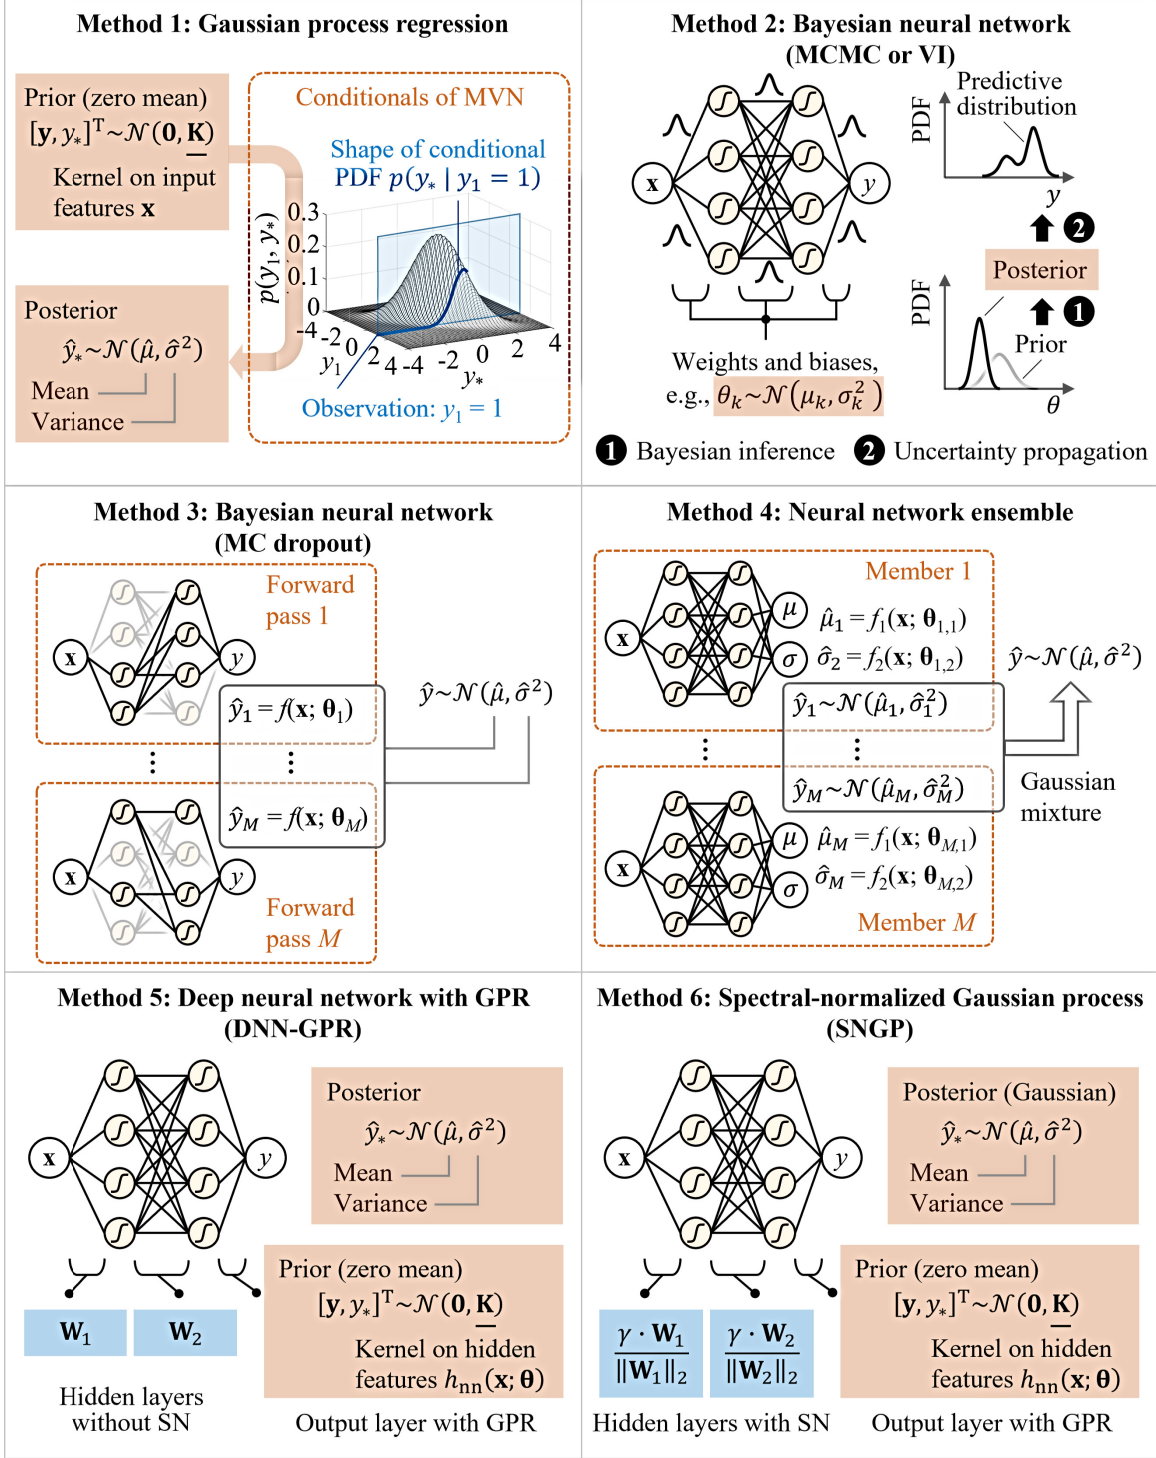 Method 1: Gaussian process regression
Prior (zero mean)
[y, y*]ᵀ~𝒩(0, K)
Kernel on input
features x
Posterior
ŷ*~𝒩(μ̂, σ̂²)
Mean
Variance
Conditionals of MVN
Shape of conditional
PDF p(y* | y₁ = 1)
p(y₁, y*)
0.3
0.2
0.1
0
-4
-2
0
2
4
y₁
-4
-2
0
2
4
y*
Observation: y₁ = 1
Method 2: Bayesian neural network
(MCMC or VI)
x
y
Weights and biases,
e.g., θₖ~𝒩(μₖ, σₖ²)
Predictive
distribution
PDF
y
2
Posterior
1
PDF
Prior
θ
1 Bayesian inference 2 Uncertainty propagation
Method 3: Bayesian neural network
(MC dropout)
Forward
pass 1
x
y
ŷ₁ = f(x; θ₁)
⋮
⋮
ŷ_M = f(x; θ_M)
x
y
Forward
pass M
ŷ~𝒩(μ̂, σ̂²)
Method 4: Neural network ensemble
Member 1
x
μ
σ
μ̂₁ = f₁(x; θ₁,₁)
σ̂₂ = f₂(x; θ₁,₂)
ŷ₁~𝒩(μ̂₁, σ̂₁²)
⋮
⋮
ŷ_M~𝒩(μ̂_M, σ̂_M²)
x
μ
σ
μ̂_M = f₁(x; θ_M,1)
σ̂_M = f₂(x; θ_M,2)
Member M
ŷ~𝒩(μ̂, σ̂²)
Gaussian
mixture
Method 5: Deep neural network with GPR
(DNN-GPR)
x
y
Posterior
ŷ*~𝒩(μ̂, σ̂²)
Mean
Variance
W₁
W₂
Hidden layers
without SN
Prior (zero mean)
[y, y*]ᵀ~𝒩(0, K)
Kernel on hidden
features hₙₙ(x; θ)
Output layer with GPR
Method 6: Spectral-normalized Gaussian process
(SNGP)
x
y
Posterior (Gaussian)
ŷ*~𝒩(μ̂, σ̂²)
Mean
Variance
γ · W₁
‖W₁‖₂
γ · W₂
‖W₂‖₂
Hidden layers with SN
Prior (zero mean)
[y, y*]ᵀ~𝒩(0, K)
Kernel on hidden
features hₙₙ(x; θ)
Output layer with GPR